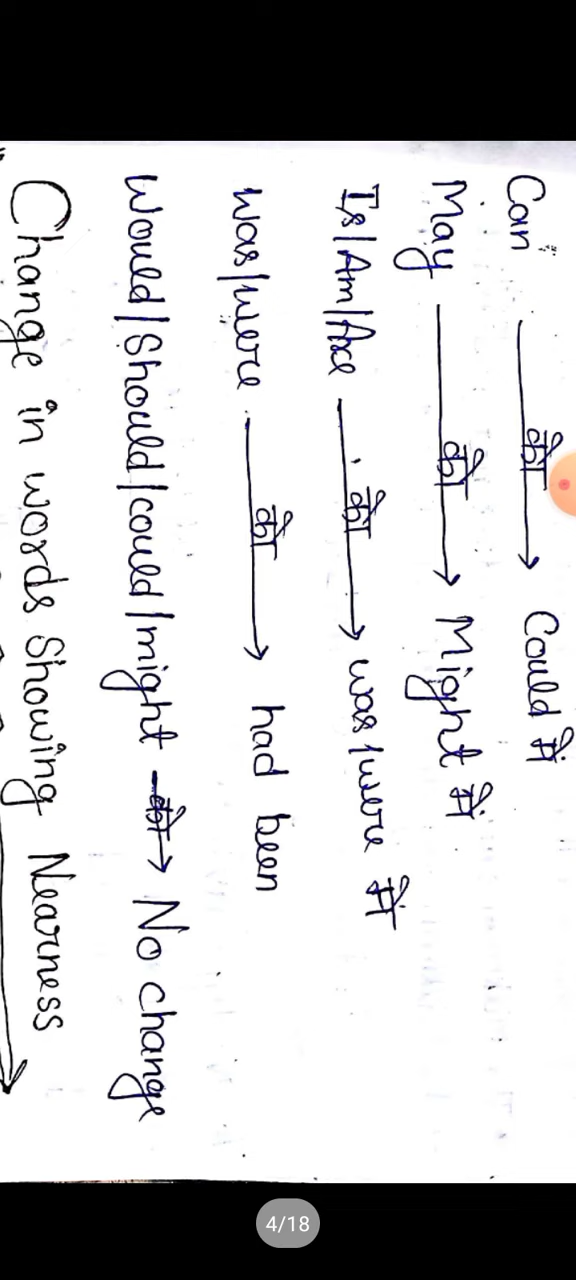 Can → को → Could में
May → को → Might में
Is/Am/Are → को → was/were में
was/were → को → had been
Would/Should/could/might → को → No change
Change in words Showing Nearness
4/18